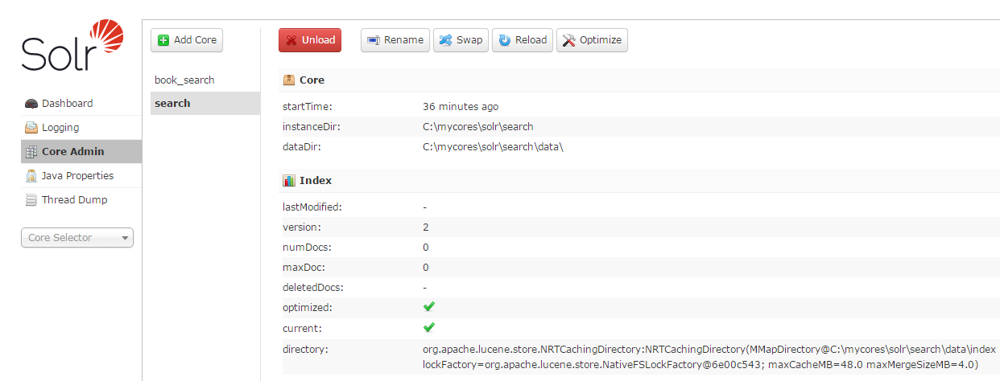 Solr
Dashboard
Logging
Core Admin
Java Properties
Thread Dump
Core Selector
Add Core
book_search
search
Unload
Rename
Swap
Reload
Optimize
Core
startTime: 36 minutes ago
instanceDir: C:\mycores\solr\search
dataDir: C:\mycores\solr\search\data\
Index
lastModified: -
version: 2
numDocs: 0
maxDoc: 0
deletedDocs: -
optimized:
current:
directory: org.apache.lucene.store.NRTCachingDirectory:NRTCachingDirectory(MMapDirectory@C:\mycores\solr\search\data\index
lockFactory=org.apache.lucene.store.NativeFSLockFactory@6e00c543; maxCacheMB=48.0 maxMergeSizeMB=4.0)